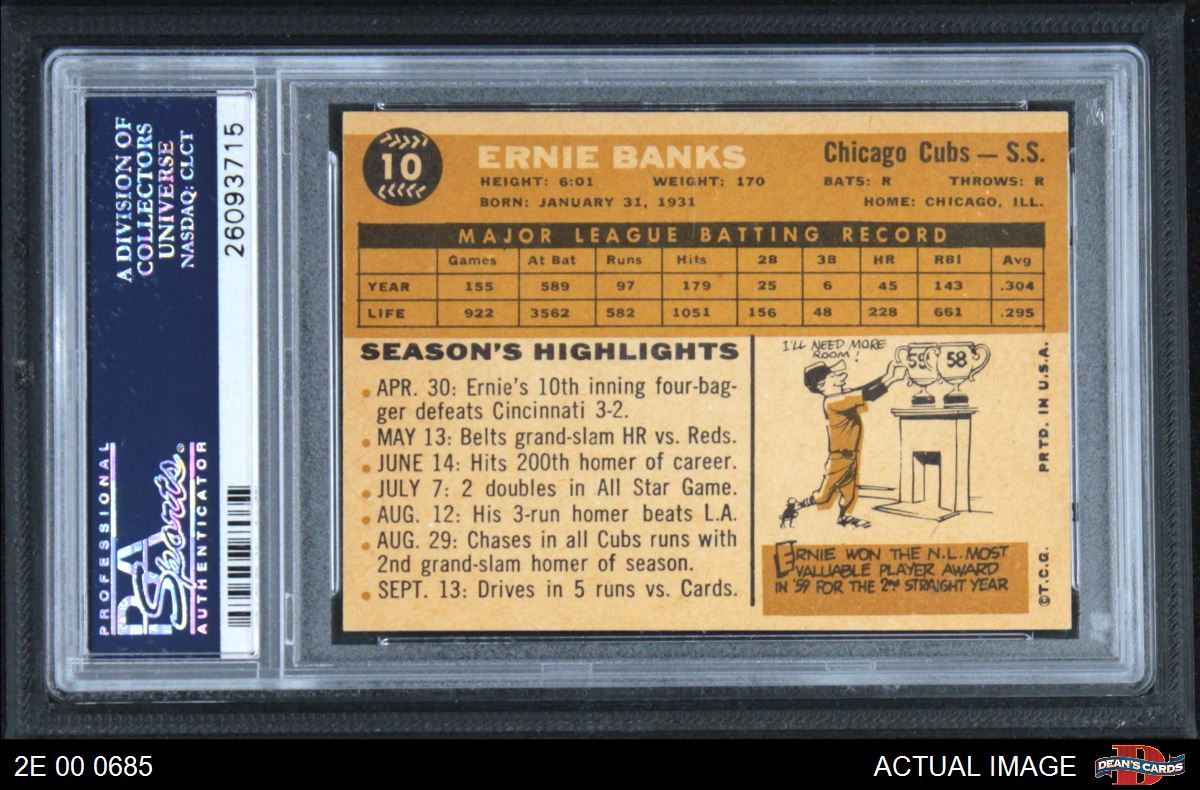 A DIVISION OF
COLLECTORS
UNIVERSE
NASDAQ: CLCT
26093715
PROFESSIONAL
PSA
Sports®
AUTHENTICATOR
10
ERNIE BANKS
Chicago Cubs — S.S.
HEIGHT: 6:01 WEIGHT: 170 BATS: R THROWS: R
BORN: JANUARY 31, 1931 HOME: CHICAGO, ILL.
MAJOR LEAGUE BATTING RECORD
Games At Bat Runs Hits 2B 3B HR RBI Avg
YEAR 155 589 97 179 25 6 45 143 .304
LIFE 922 3562 582 1051 156 48 228 661 .295
SEASON'S HIGHLIGHTS
• APR. 30: Ernie's 10th inning four-bag-
ger defeats Cincinnati 3-2.
• MAY 13: Belts grand-slam HR vs. Reds.
• JUNE 14: Hits 200th homer of career.
• JULY 7: 2 doubles in All Star Game.
• AUG. 12: His 3-run homer beats L.A.
• AUG. 29: Chases in all Cubs runs with
2nd grand-slam homer of season.
• SEPT. 13: Drives in 5 runs vs. Cards.
I'LL NEED MORE
ROOM!
59 58
ERNIE WON THE N.L. MOST
VALUABLE PLAYER AWARD
IN '59 FOR THE 2ND STRAIGHT YEAR
©T.C.G. PRTD. IN U.S.A.
2E 00 0685
ACTUAL IMAGE
D
DEAN'S CARDS